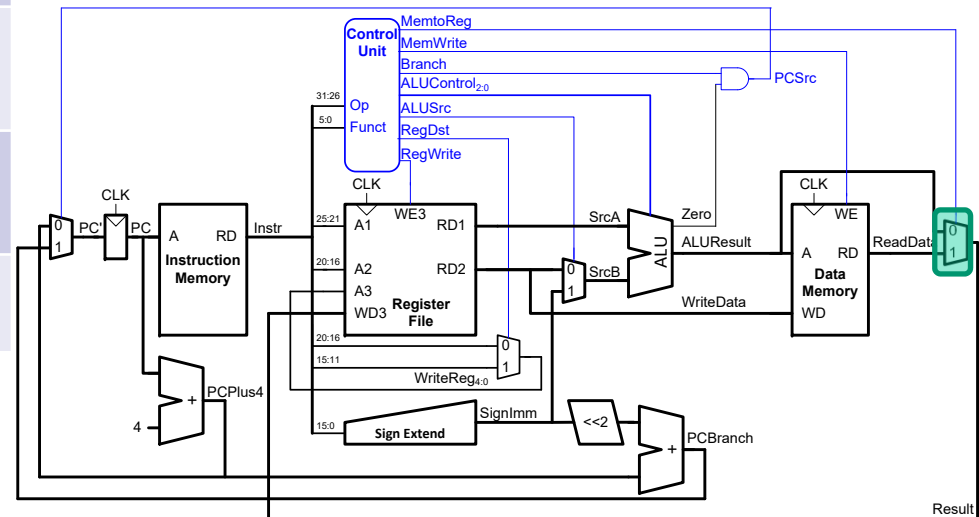 MemtoReg
Control
Unit
MemWrite
Branch
PCSrc
ALUControl2:0
31:26
Op
ALUSrc
5:0
Funct
RegDst
RegWrite
CLK
CLK
CLK
0
1
PC'
PC
A
RD
Instruction
Memory
Instr
25:21
A1
WE3
RD1
SrcA
Zero
WE
0
1
20:16
A2
RD2
0
1
SrcB
ALU
ALUResult
A
RD
ReadData
Data
Memory
A3
WD3
Register
File
WriteData
WD
20:16
0
15:11
1
WriteReg4:0
PCPlus4
+
4
15:0
Sign Extend
SignImm
<<2
+
PCBranch
Result